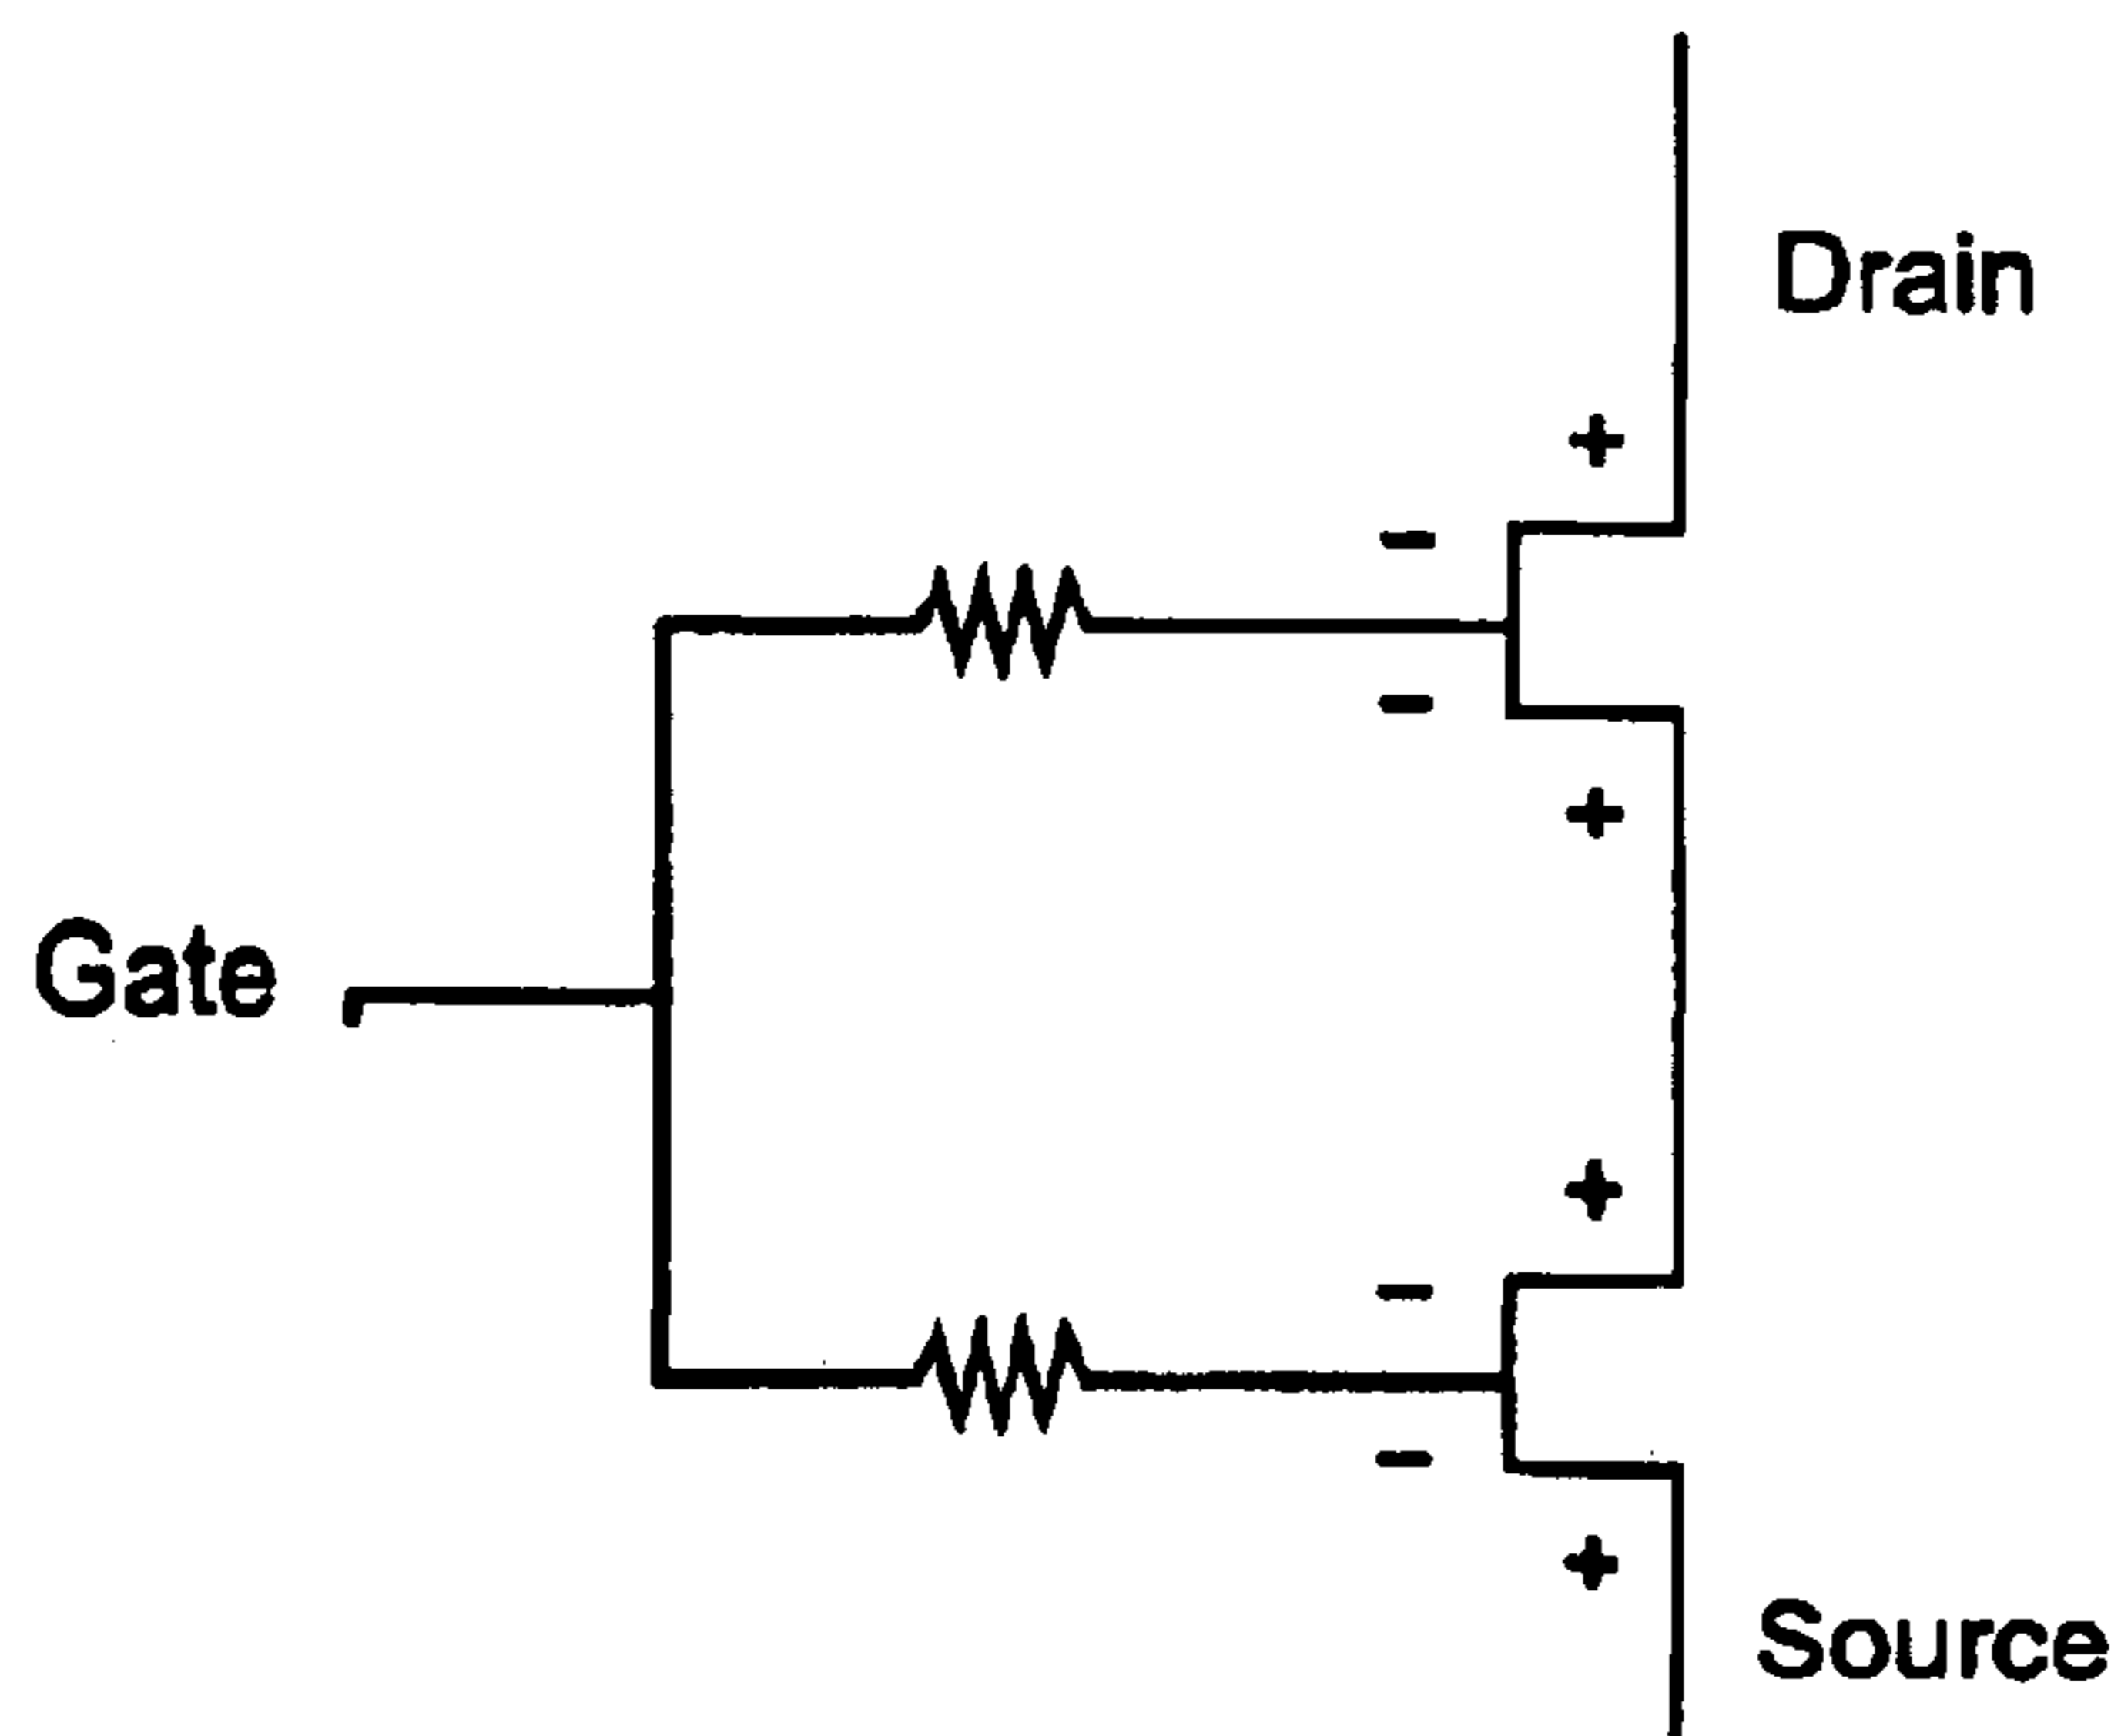 Drain
+
-
-
+
Gate
+
-
-
+
Source